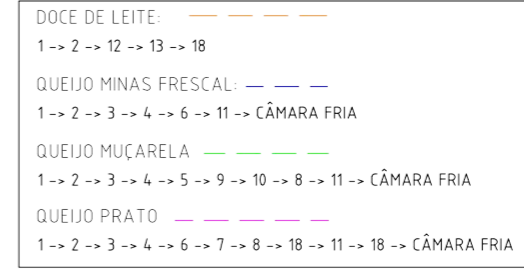 DOCE DE LEITE:
1 -> 2 -> 12 -> 13 -> 18
QUEIJO MINAS FRESCAL:
1 -> 2 -> 3 -> 4 -> 6 -> 11 -> CÂMARA FRIA
QUEIJO MUÇARELA
1 -> 2 -> 3 -> 4 -> 5 -> 9 -> 10 -> 8 -> 11 -> CÂMARA FRIA
QUEIJO PRATO
1 -> 2 -> 3 -> 4 -> 6 -> 7 -> 8 -> 18 -> 11 -> 18 -> CÂMARA FRIA